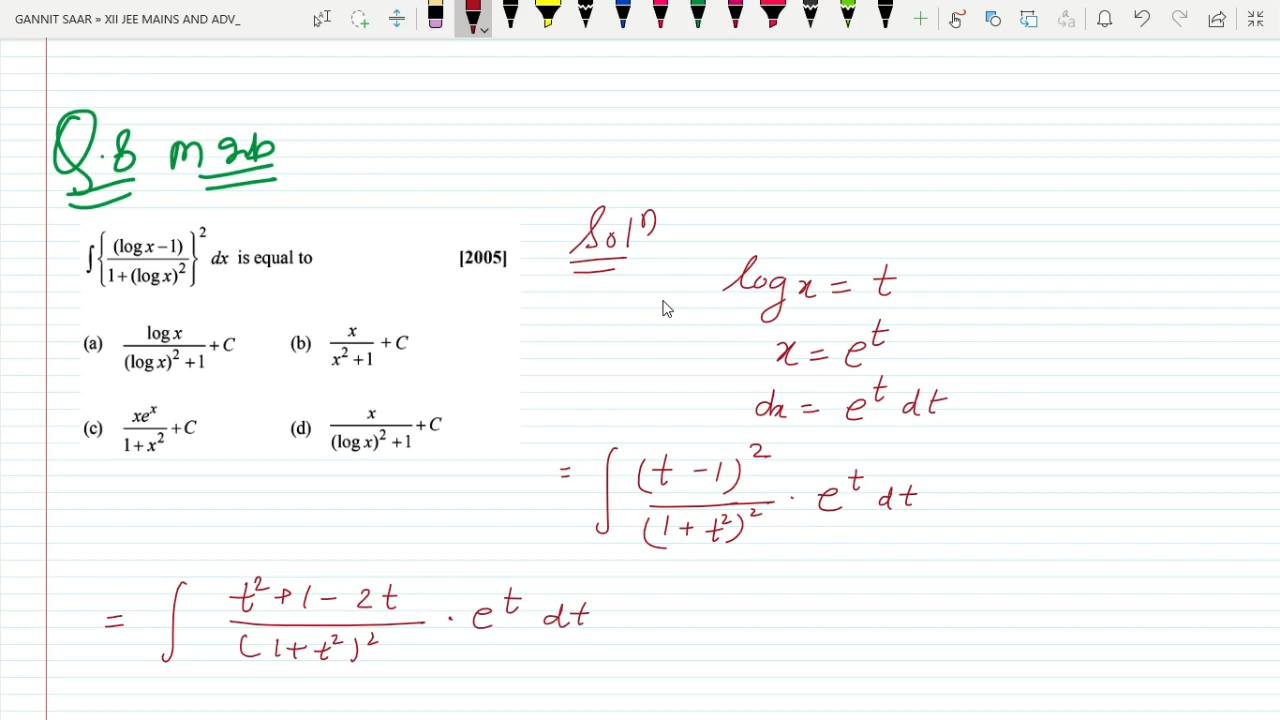 GANNIT SAAR » XII JEE MAINS AND ADV_
Q.8
∫ { (log x – 1) / 1 + (log x)² }² dx is equal to [2005]
(a) log x / (log x)² + 1 + C (b) x / x² + 1 + C
(c) xeˣ / 1 + x² + C (d) x / (log x)² + 1 + C
Solⁿ
log x = t
x = eᵗ
dx = eᵗ dt
= ∫ (t – 1)² / (1 + t²)² · eᵗ dt
= ∫ t² + 1 – 2t / (1 + t²)² · eᵗ dt